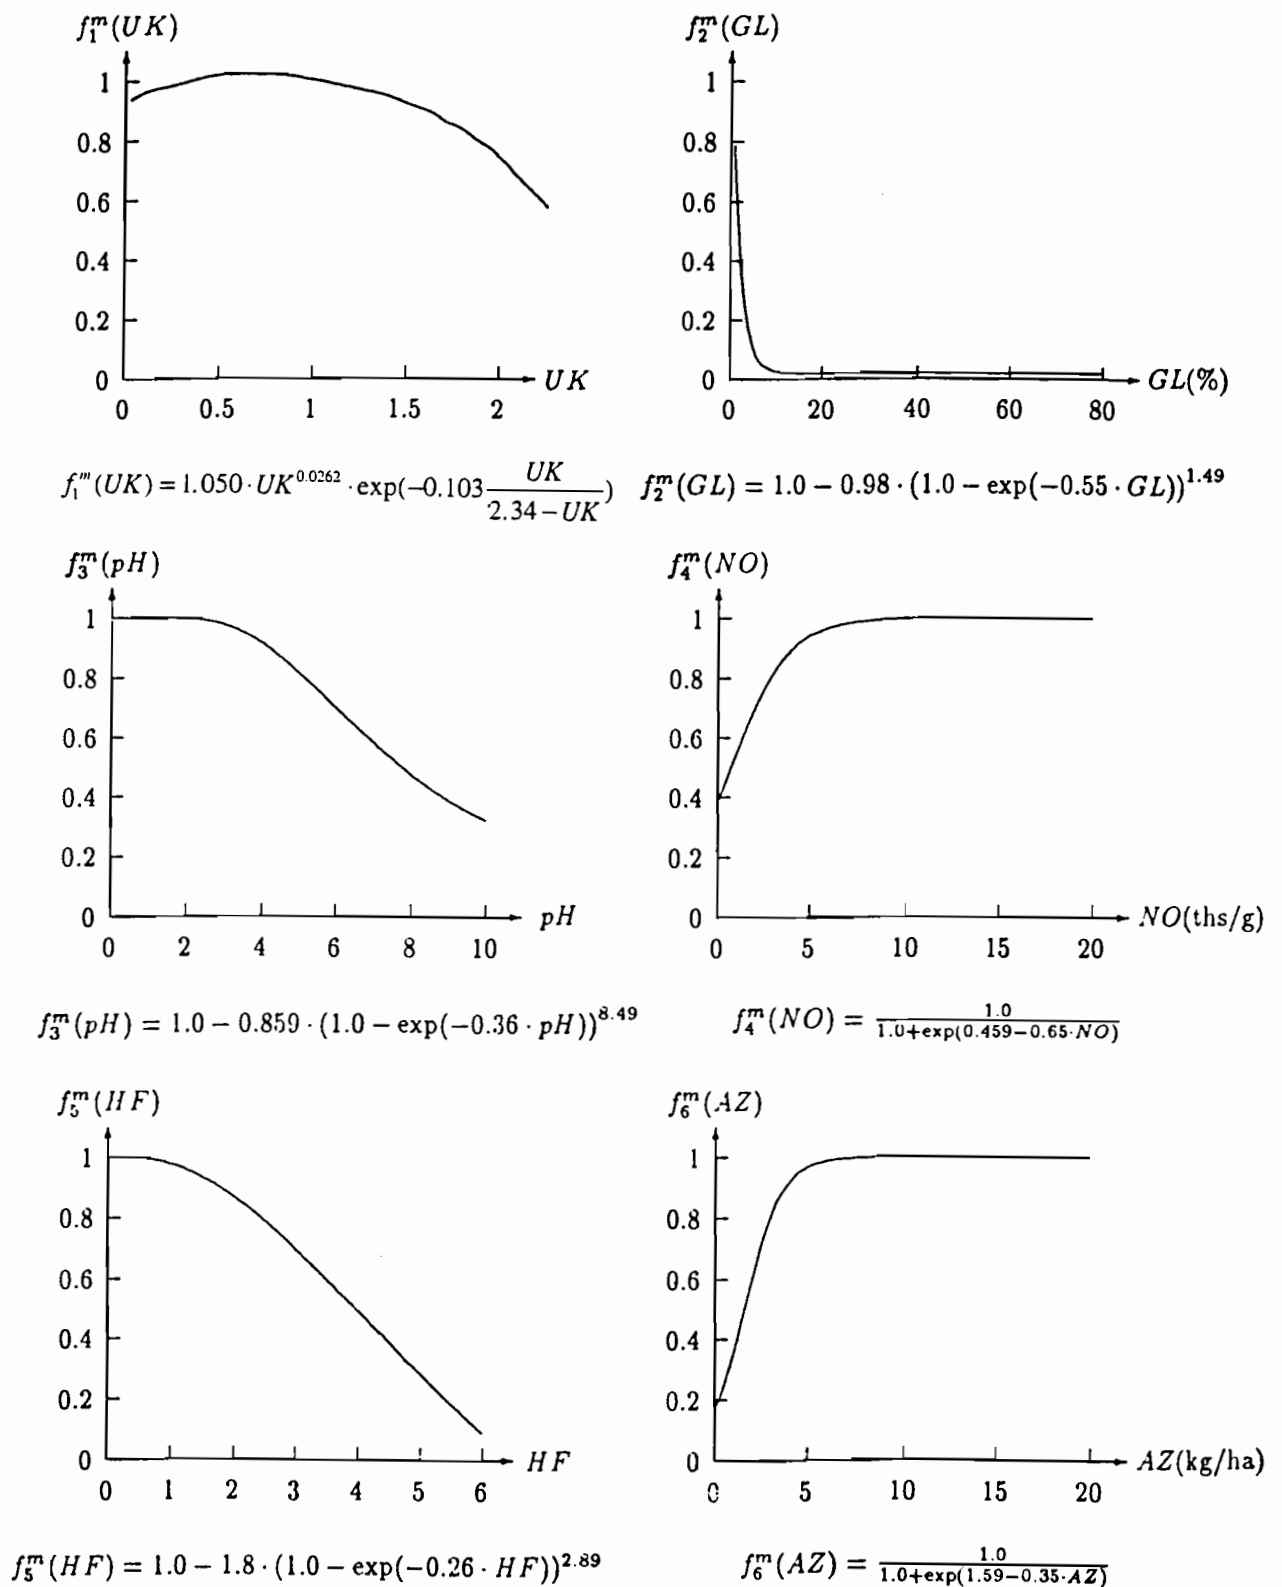 f₁ᵐ(UK)
1
0.8
0.6
0.4
0.2
0
0 0.5 1 1.5 2
UK
f₁ᵐ(UK) = 1.050 · UK^0.0262 · exp(−0.103 UK / (2.34 − UK))
f₂ᵐ(GL)
1
0.8
0.6
0.4
0.2
0
0 20 40 60 80
GL(%)
f₂ᵐ(GL) = 1.0 − 0.98 · (1.0 − exp(−0.55 · GL))^1.49
f₃ᵐ(pH)
1
0.8
0.6
0.4
0.2
0
0 2 4 6 8 10
pH
f₃ᵐ(pH) = 1.0 − 0.859 · (1.0 − exp(−0.36 · pH))^8.49
f₄ᵐ(NO)
1
0.8
0.6
0.4
0.2
0
0 5 10 15 20
NO(ths/g)
f₄ᵐ(NO) = 1.0 / (1.0+exp(0.459−0.65·NO))
f₅ᵐ(HF)
1
0.8
0.6
0.4
0.2
0
0 1 2 3 4 5 6
HF
f₅ᵐ(HF) = 1.0 − 1.8 · (1.0 − exp(−0.26 · HF))^2.89
f₆ᵐ(AZ)
1
0.8
0.6
0.4
0.2
0
0 5 10 15 20
AZ(kg/ha)
f₆ᵐ(AZ) = 1.0 / (1.0+exp(1.59−0.35·AZ))